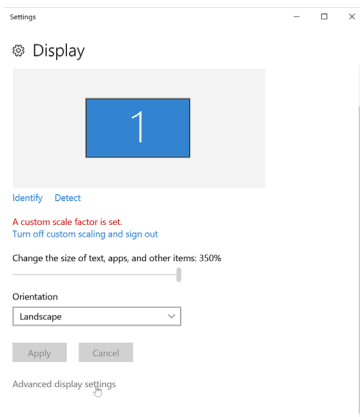 Settings
Display
1
Identify Detect
A custom scale factor is set.
Turn off custom scaling and sign out
Change the size of text, apps, and other items: 350%
Orientation
Landscape
Apply Cancel
Advanced display settings